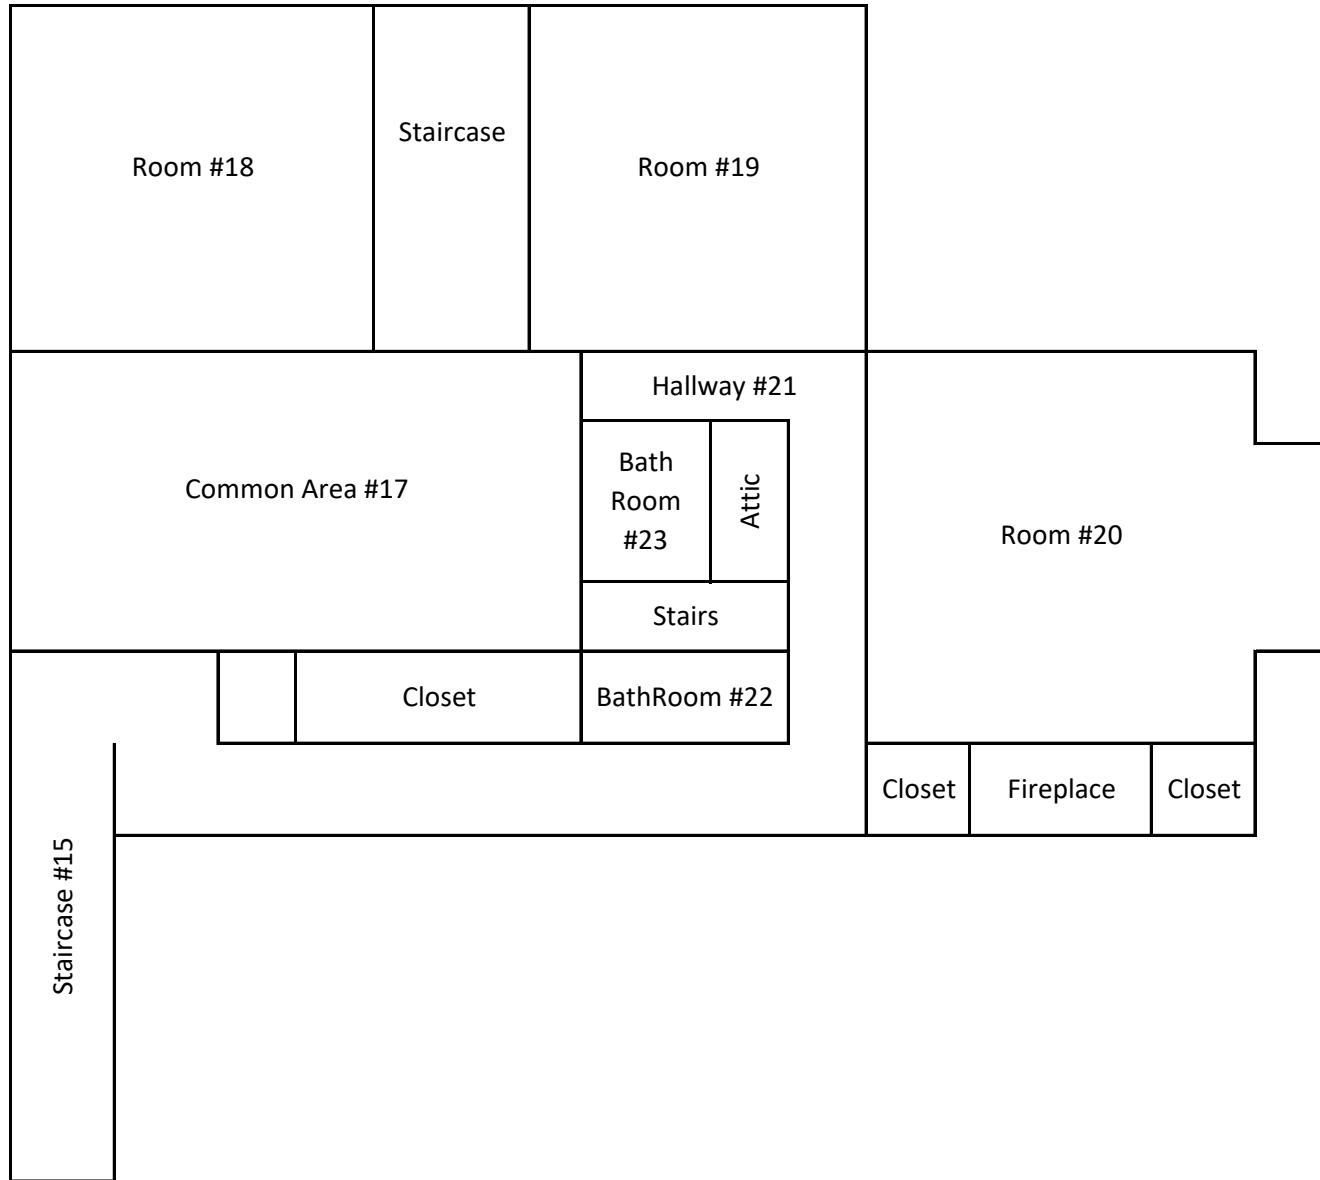 Staircase
Room #18
Room #19
Hallway #21
Bath
Room
#23
Attic
Common Area #17
Room #20
Stairs
Closet
BathRoom #22
Closet
Fireplace
Closet
Staircase #15